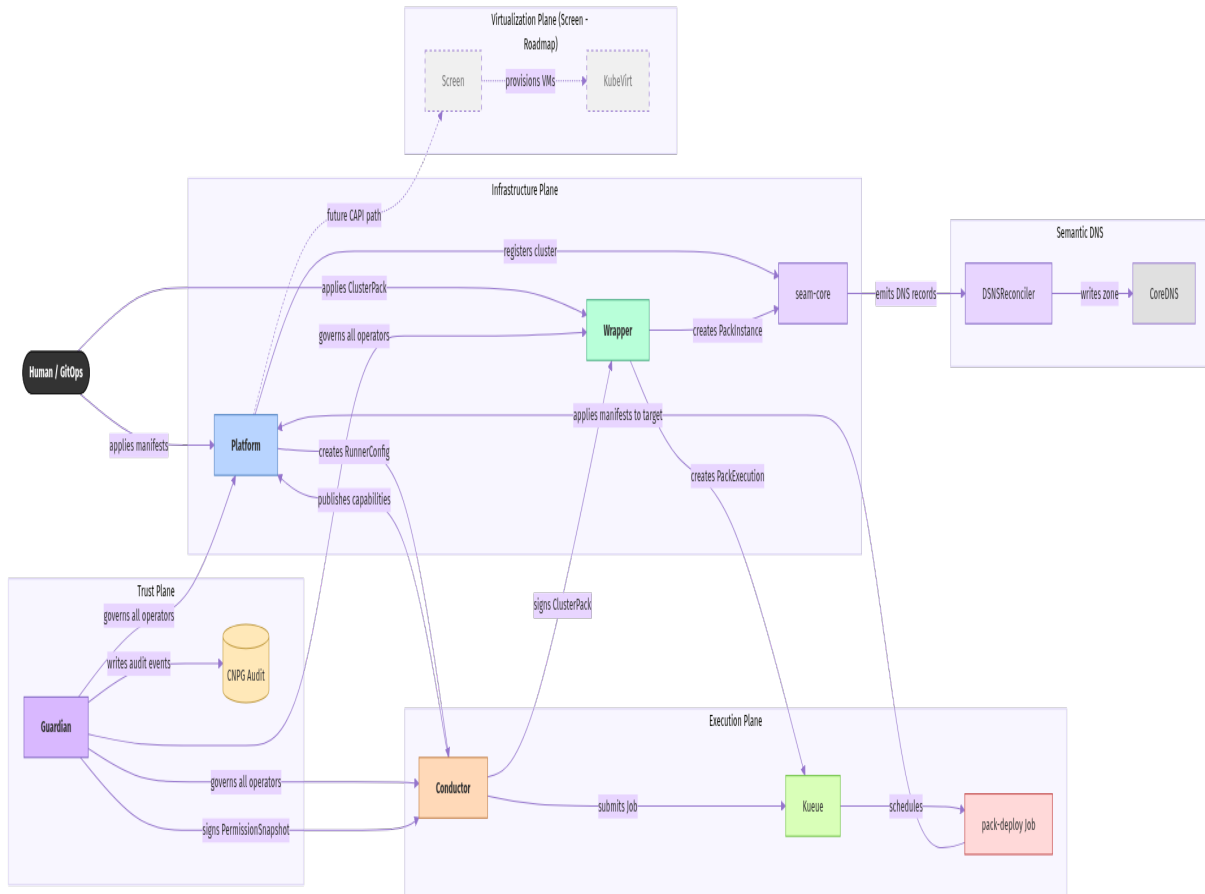 Virtualization Plane (Screen -
Roadmap)
Screen
provisions VMs
KubeVirt
Infrastructure Plane
future CAPI path
registers cluster
applies ClusterPack
governs all operators
Wrapper
creates PackInstance
seam-core
emits DNS records
Semantic DNS
DSNSReconciler
writes zone
CoreDNS
Human / GitOps
applies manifests
Platform
applies manifests to target
creates RunnerConfig
publishes capabilities
creates PackExecution
Trust Plane
governs all operators
writes audit events
CNPG Audit
Guardian
governs all operators
signs PermissionSnapshot
signs ClusterPack
Execution Plane
Conductor
submits Job
Kueue
schedules
pack-deploy Job